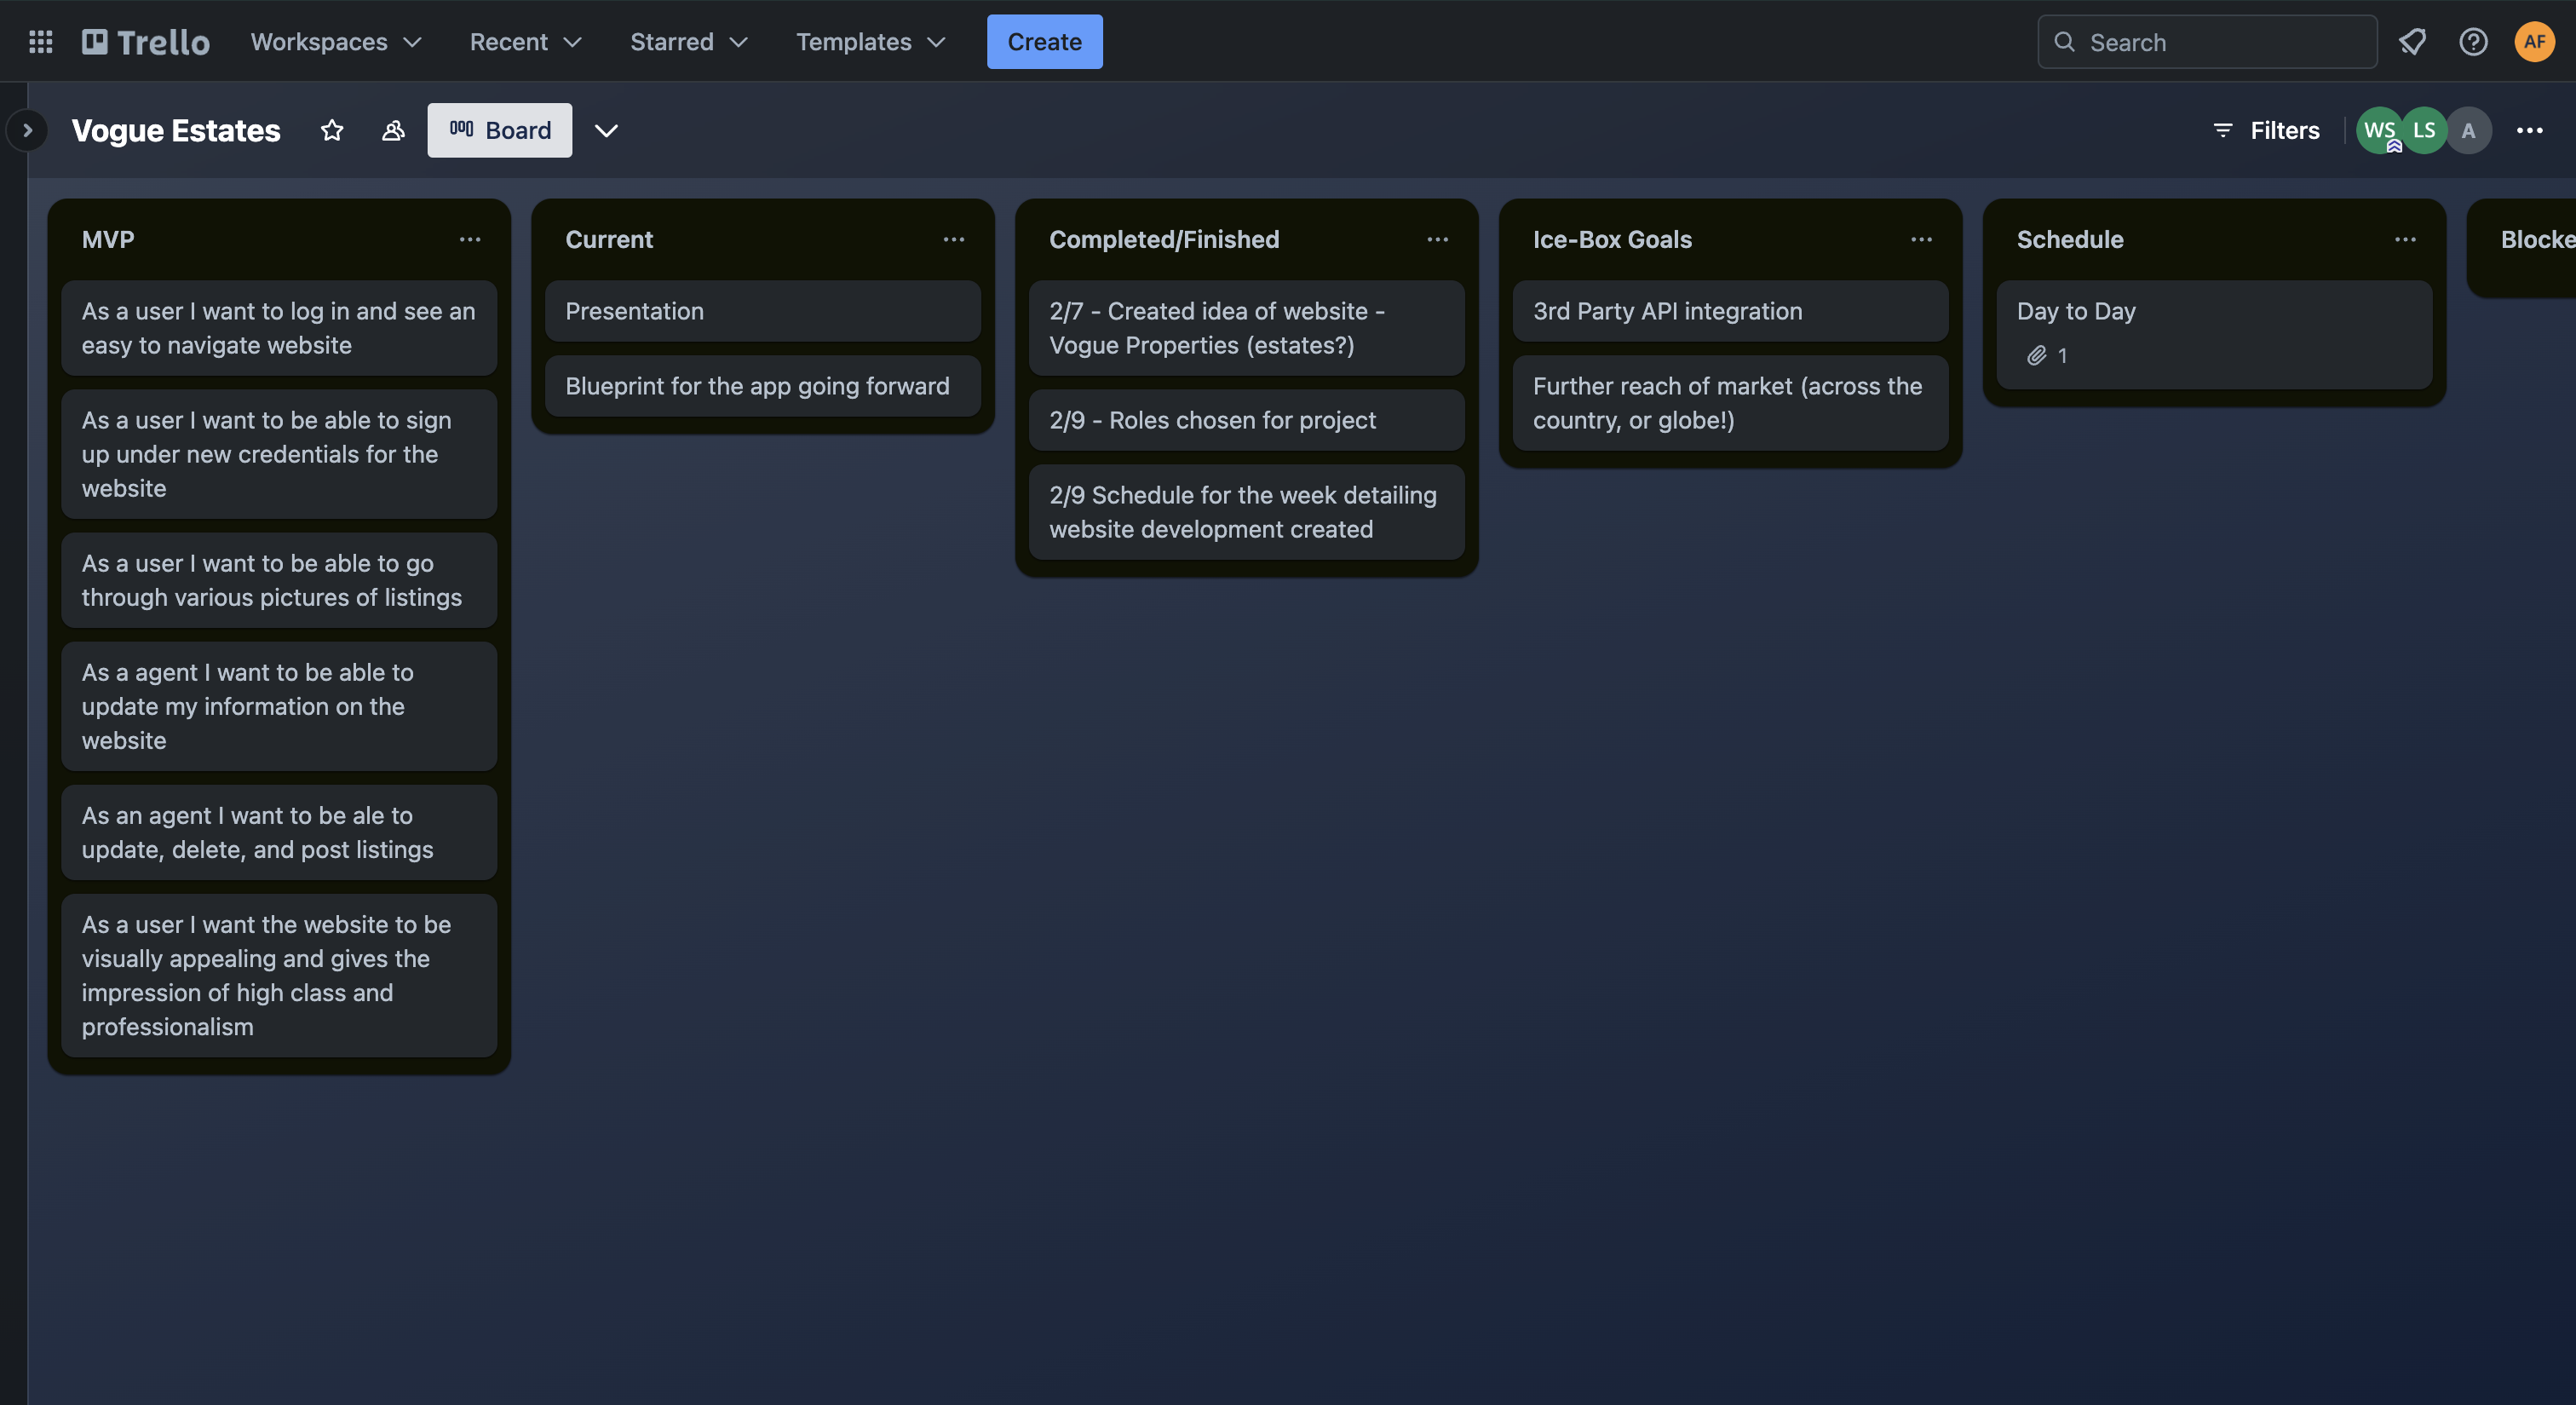 Trello
Workspaces
Recent
Starred
Templates
Create
Search
AF
Vogue Estates
Board
Filters
WS
LS
A
MVP
As a user I want to log in and see an
easy to navigate website
As a user I want to be able to sign
up under new credentials for the
website
As a user I want to be able to go
through various pictures of listings
As a agent I want to be able to
update my information on the
website
As an agent I want to be ale to
update, delete, and post listings
As a user I want the website to be
visually appealing and gives the
impression of high class and
professionalism
Current
Presentation
Blueprint for the app going forward
Completed/Finished
2/7 - Created idea of website -
Vogue Properties (estates?)
2/9 - Roles chosen for project
2/9 Schedule for the week detailing
website development created
Ice-Box Goals
3rd Party API integration
Further reach of market (across the
country, or globe!)
Schedule
Day to Day
1
Blocke